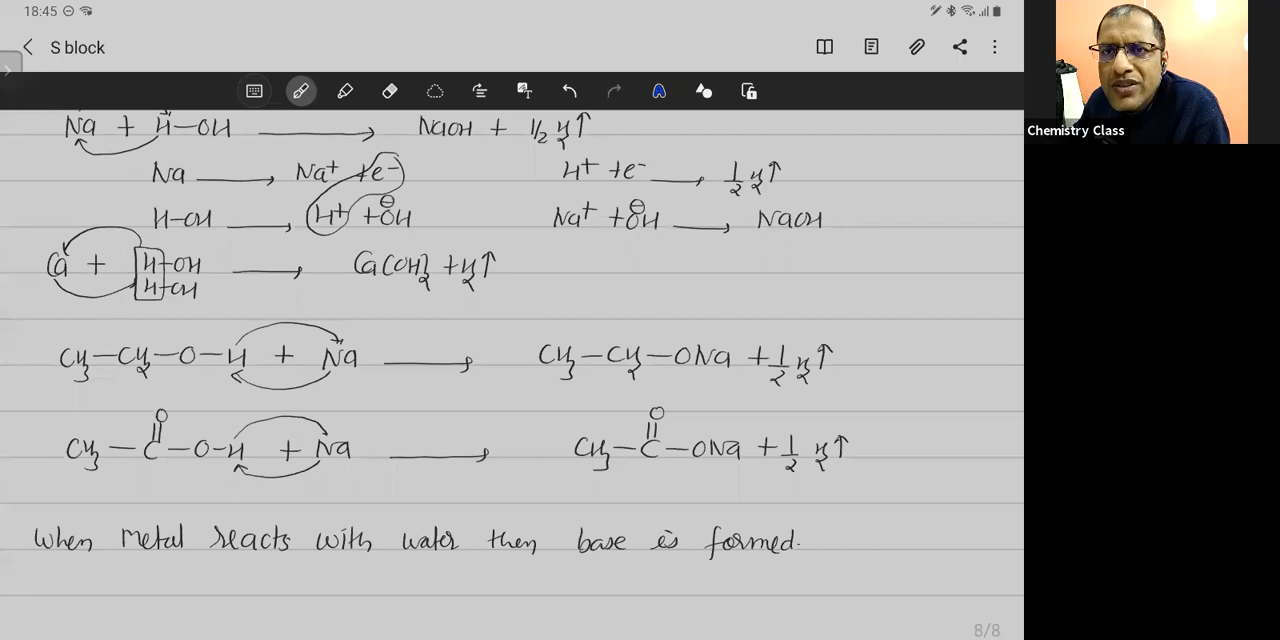 18:45
S block
Chemistry Class
Na + H–OH ⟶ NaOH + 1/2 H₂↑
Na ⟶ Na⁺ + e⁻ H⁺ + e⁻ ⟶ 1/2 H₂↑
H–OH ⟶ H⁺ + ⊖OH Na⁺ + ⊖OH ⟶ NaOH
Ca + H–OH ⟶ Ca(OH)₂ + H₂↑
H–OH
CH₃–CH₂–O–H + Na ⟶ CH₃–CH₂–ONa + 1/2 H₂↑
O O
CH₃–C–O–H + Na ⟶ CH₃–C–ONa + 1/2 H₂↑
When metal reacts with water then base is formed.
8/8